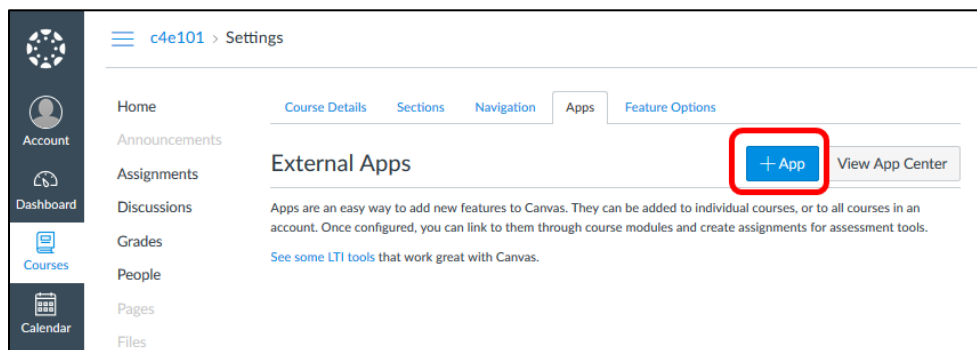 c4e101 > Settings
Account
Dashboard
Courses
Calendar
Home
Announcements
Assignments
Discussions
Grades
People
Pages
Files
Course Details Sections Navigation Apps Feature Options
External Apps
+ App View App Center
Apps are an easy way to add new features to Canvas. They can be added to individual courses, or to all courses in an
account. Once configured, you can link to them through course modules and create assignments for assessment tools.
See some LTI tools that work great with Canvas.